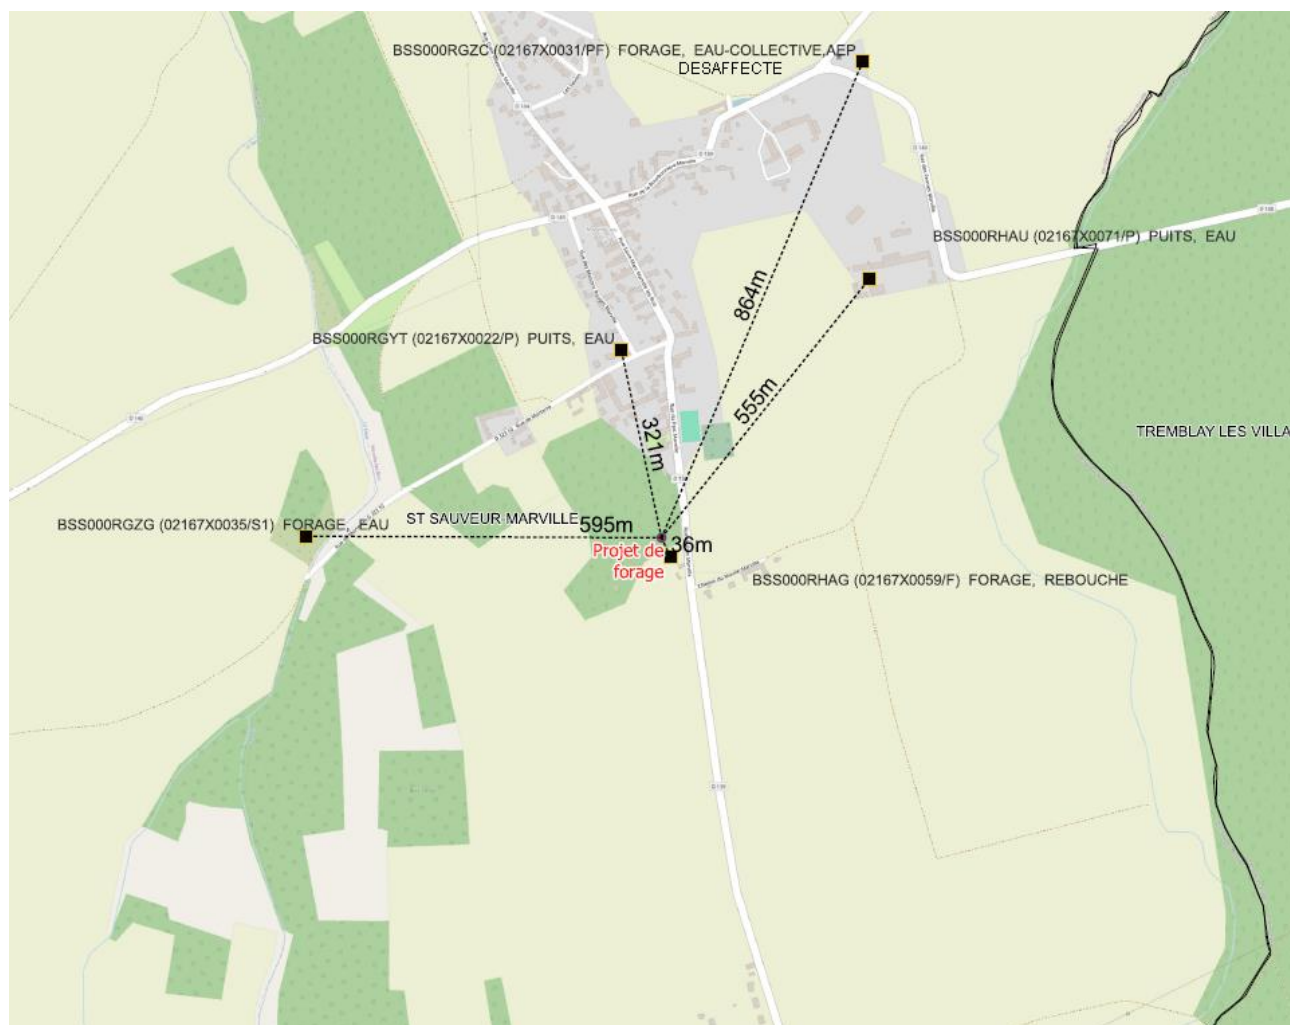 BSS000RGZC (02167X0031/PF) FORAGE, EAU-COLLECTIVE,AEP
DESAFFECTE
BSS000RHAU (02167X0071/P) PUITS, EAU
864m
BSS000RGYT (02167X0022/P) PUITS, EAU
555m
321m
TREMBLAY LES VILLA
BSS000RGZG (02167X0035/S1) FORAGE, EAU
ST SAUVEUR MARVILLE
595m
36m
Projet de
forage
BSS000RHAG (02167X0059/F) FORAGE, REBOUCHE